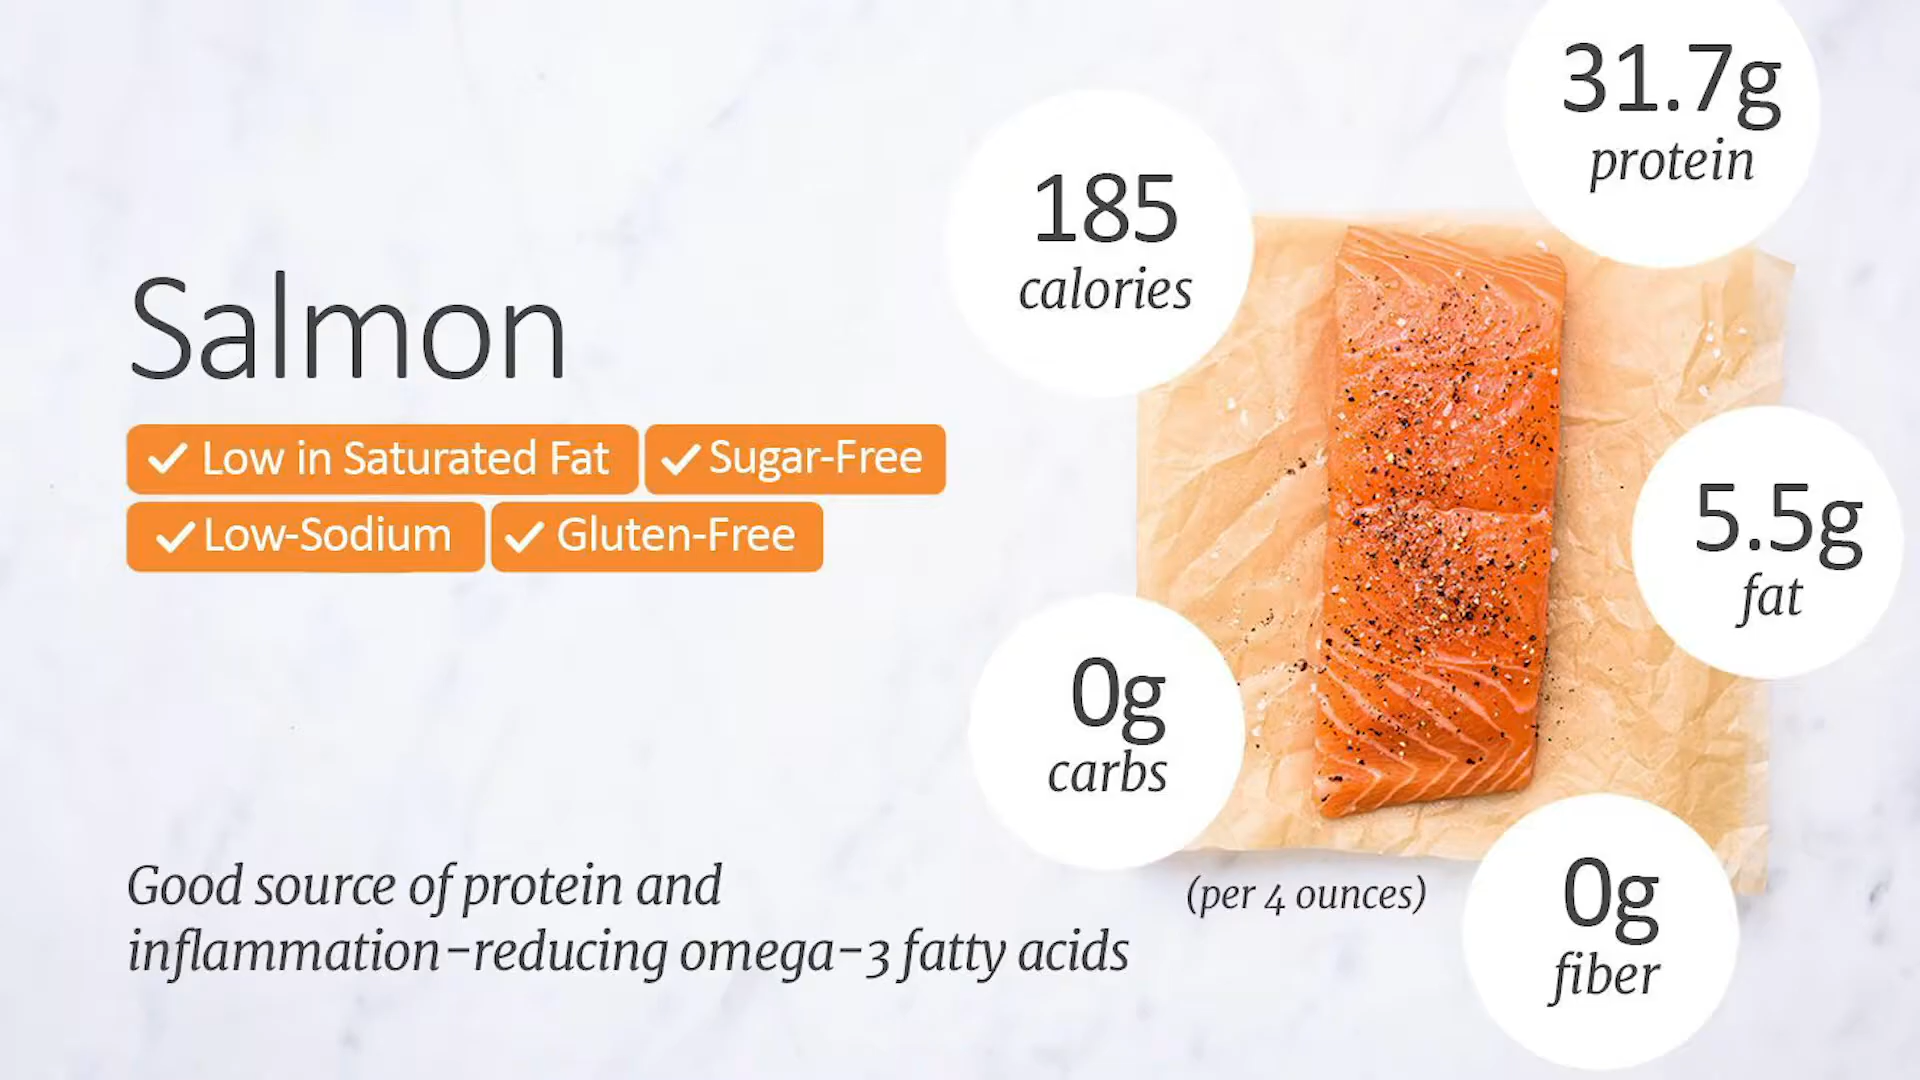 Salmon
Low in Saturated Fat
Sugar-Free
Low-Sodium
Gluten-Free
Good source of protein and
inflammation-reducing omega-3 fatty acids
185
calories
31.7g
protein
5.5g
fat
0g
carbs
0g
fiber
(per 4 ounces)